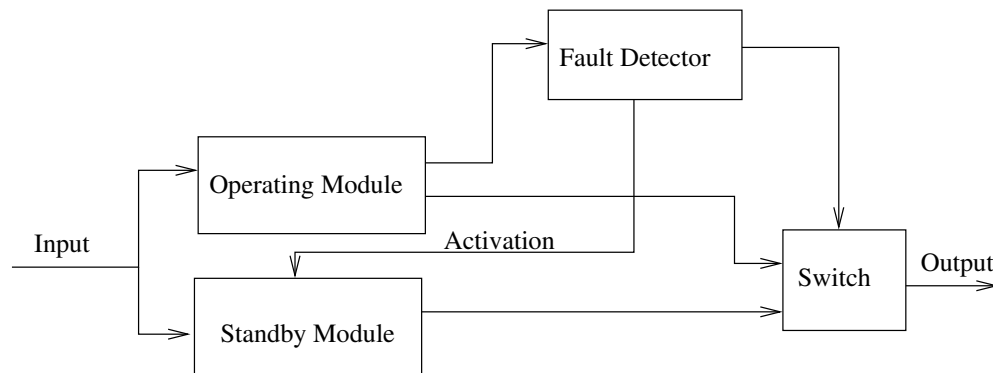 Fault Detector
Operating Module
Input
Activation
Switch
Output
Standby Module